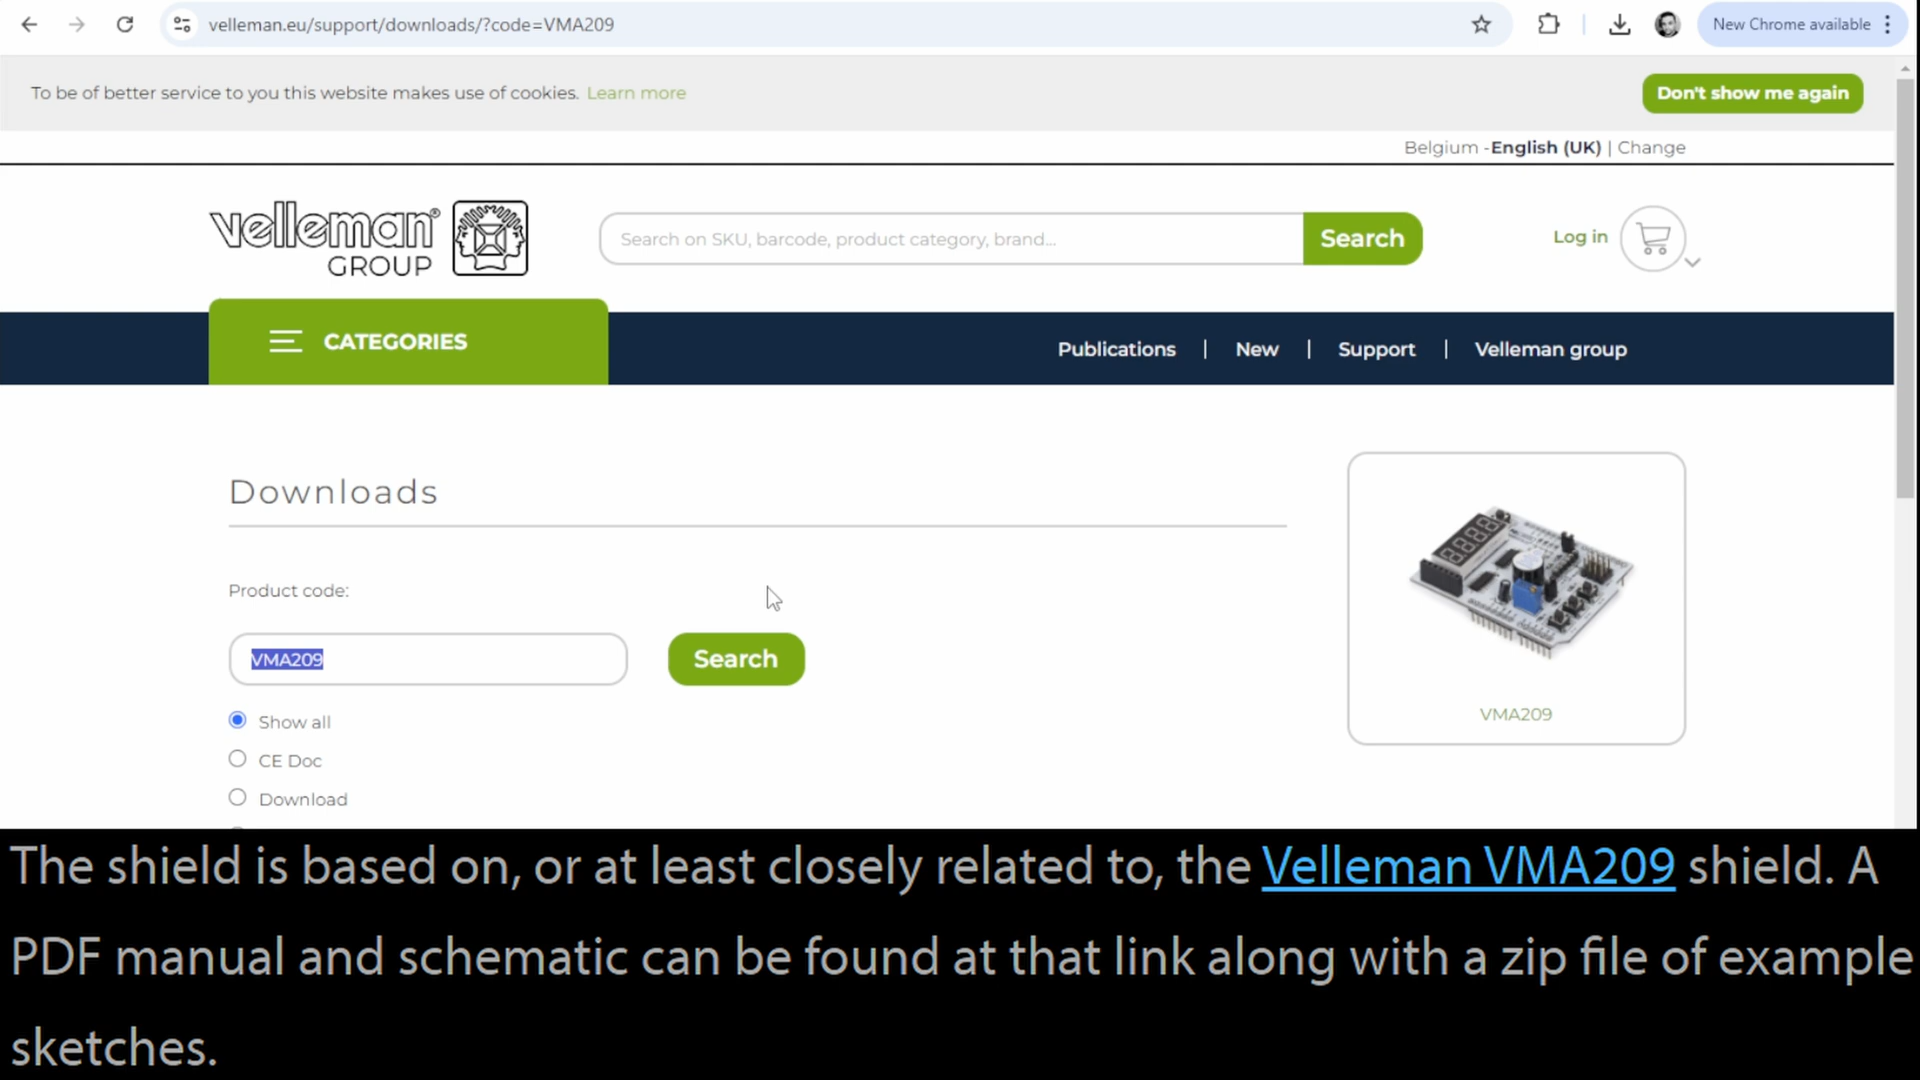 velleman.eu/support/downloads/?code=VMA209
New Chrome available
To be of better service to you this website makes use of cookies. Learn more
Don't show me again
Belgium -English (UK) | Change
velleman®
GROUP
Search on SKU, barcode, product category, brand...
Search
Log in
CATEGORIES
Publications | New | Support | Velleman group
Downloads
Product code:
VMA209
Search
Show all
CE Doc
Download
VMA209
The shield is based on, or at least closely related to, the Velleman VMA209 shield. A
PDF manual and schematic can be found at that link along with a zip file of example
sketches.